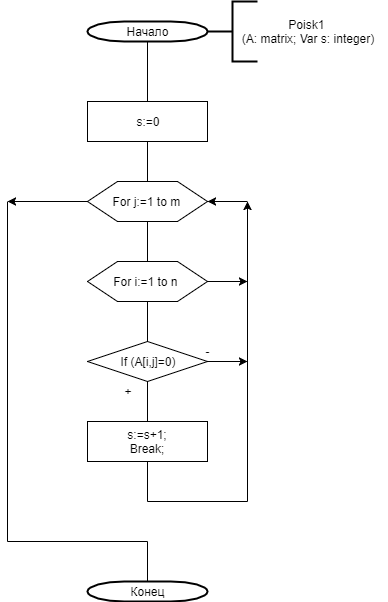 Начало
Poisk1
(A: matrix; Var s: integer)
s:=0
For j:=1 to m
For i:=1 to n
If (A[i,j]=0)
-
+
s:=s+1;
Break;
Конец